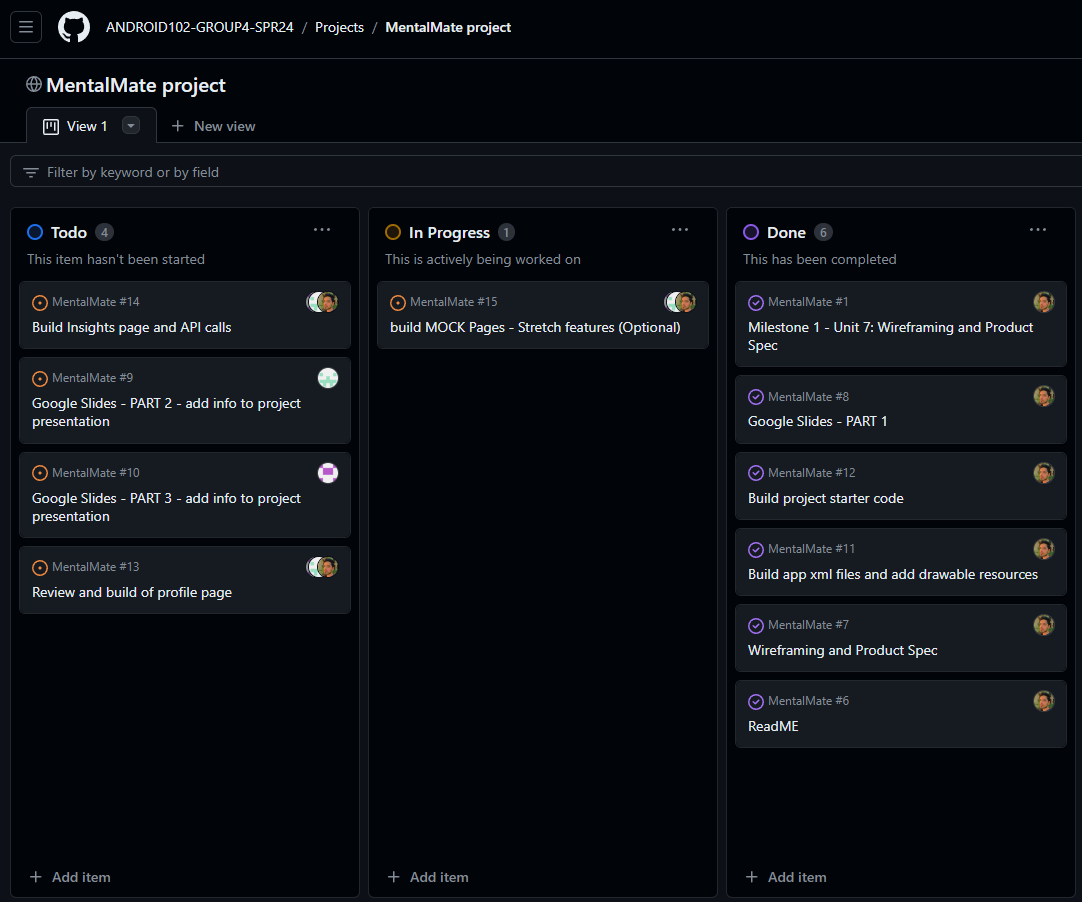 ANDROID102-GROUP4-SPR24 / Projects / MentalMate project
MentalMate project
View 1
New view
Filter by keyword or by field
Todo 4
This item hasn't been started
MentalMate #14
Build Insights page and API calls
MentalMate #9
Google Slides - PART 2 - add info to project
presentation
MentalMate #10
Google Slides - PART 3 - add info to project
presentation
MentalMate #13
Review and build of profile page
+ Add item
In Progress 1
This is actively being worked on
MentalMate #15
build MOCK Pages - Stretch features (Optional)
+ Add item
Done 6
This has been completed
MentalMate #1
Milestone 1 - Unit 7: Wireframing and Product
Spec
MentalMate #8
Google Slides - PART 1
MentalMate #12
Build project starter code
MentalMate #11
Build app xml files and add drawable resources
MentalMate #7
Wireframing and Product Spec
MentalMate #6
ReadME
+ Add item